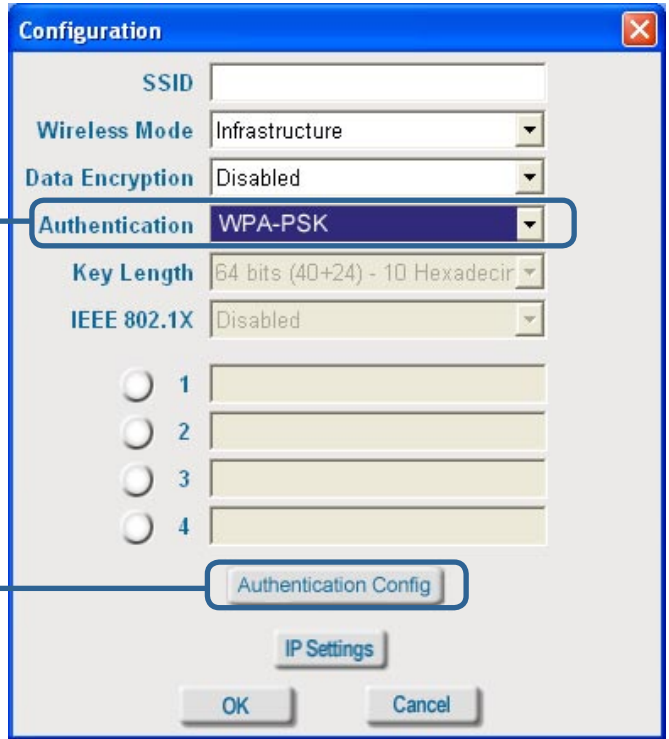 Configuration
SSID
Wireless Mode Infrastructure
Data Encryption Disabled
Authentication WPA-PSK
Key Length 64 bits (40+24) - 10 Hexadecir
IEEE 802.1X Disabled
1
2
3
4
Authentication Config
IP Settings
OK Cancel